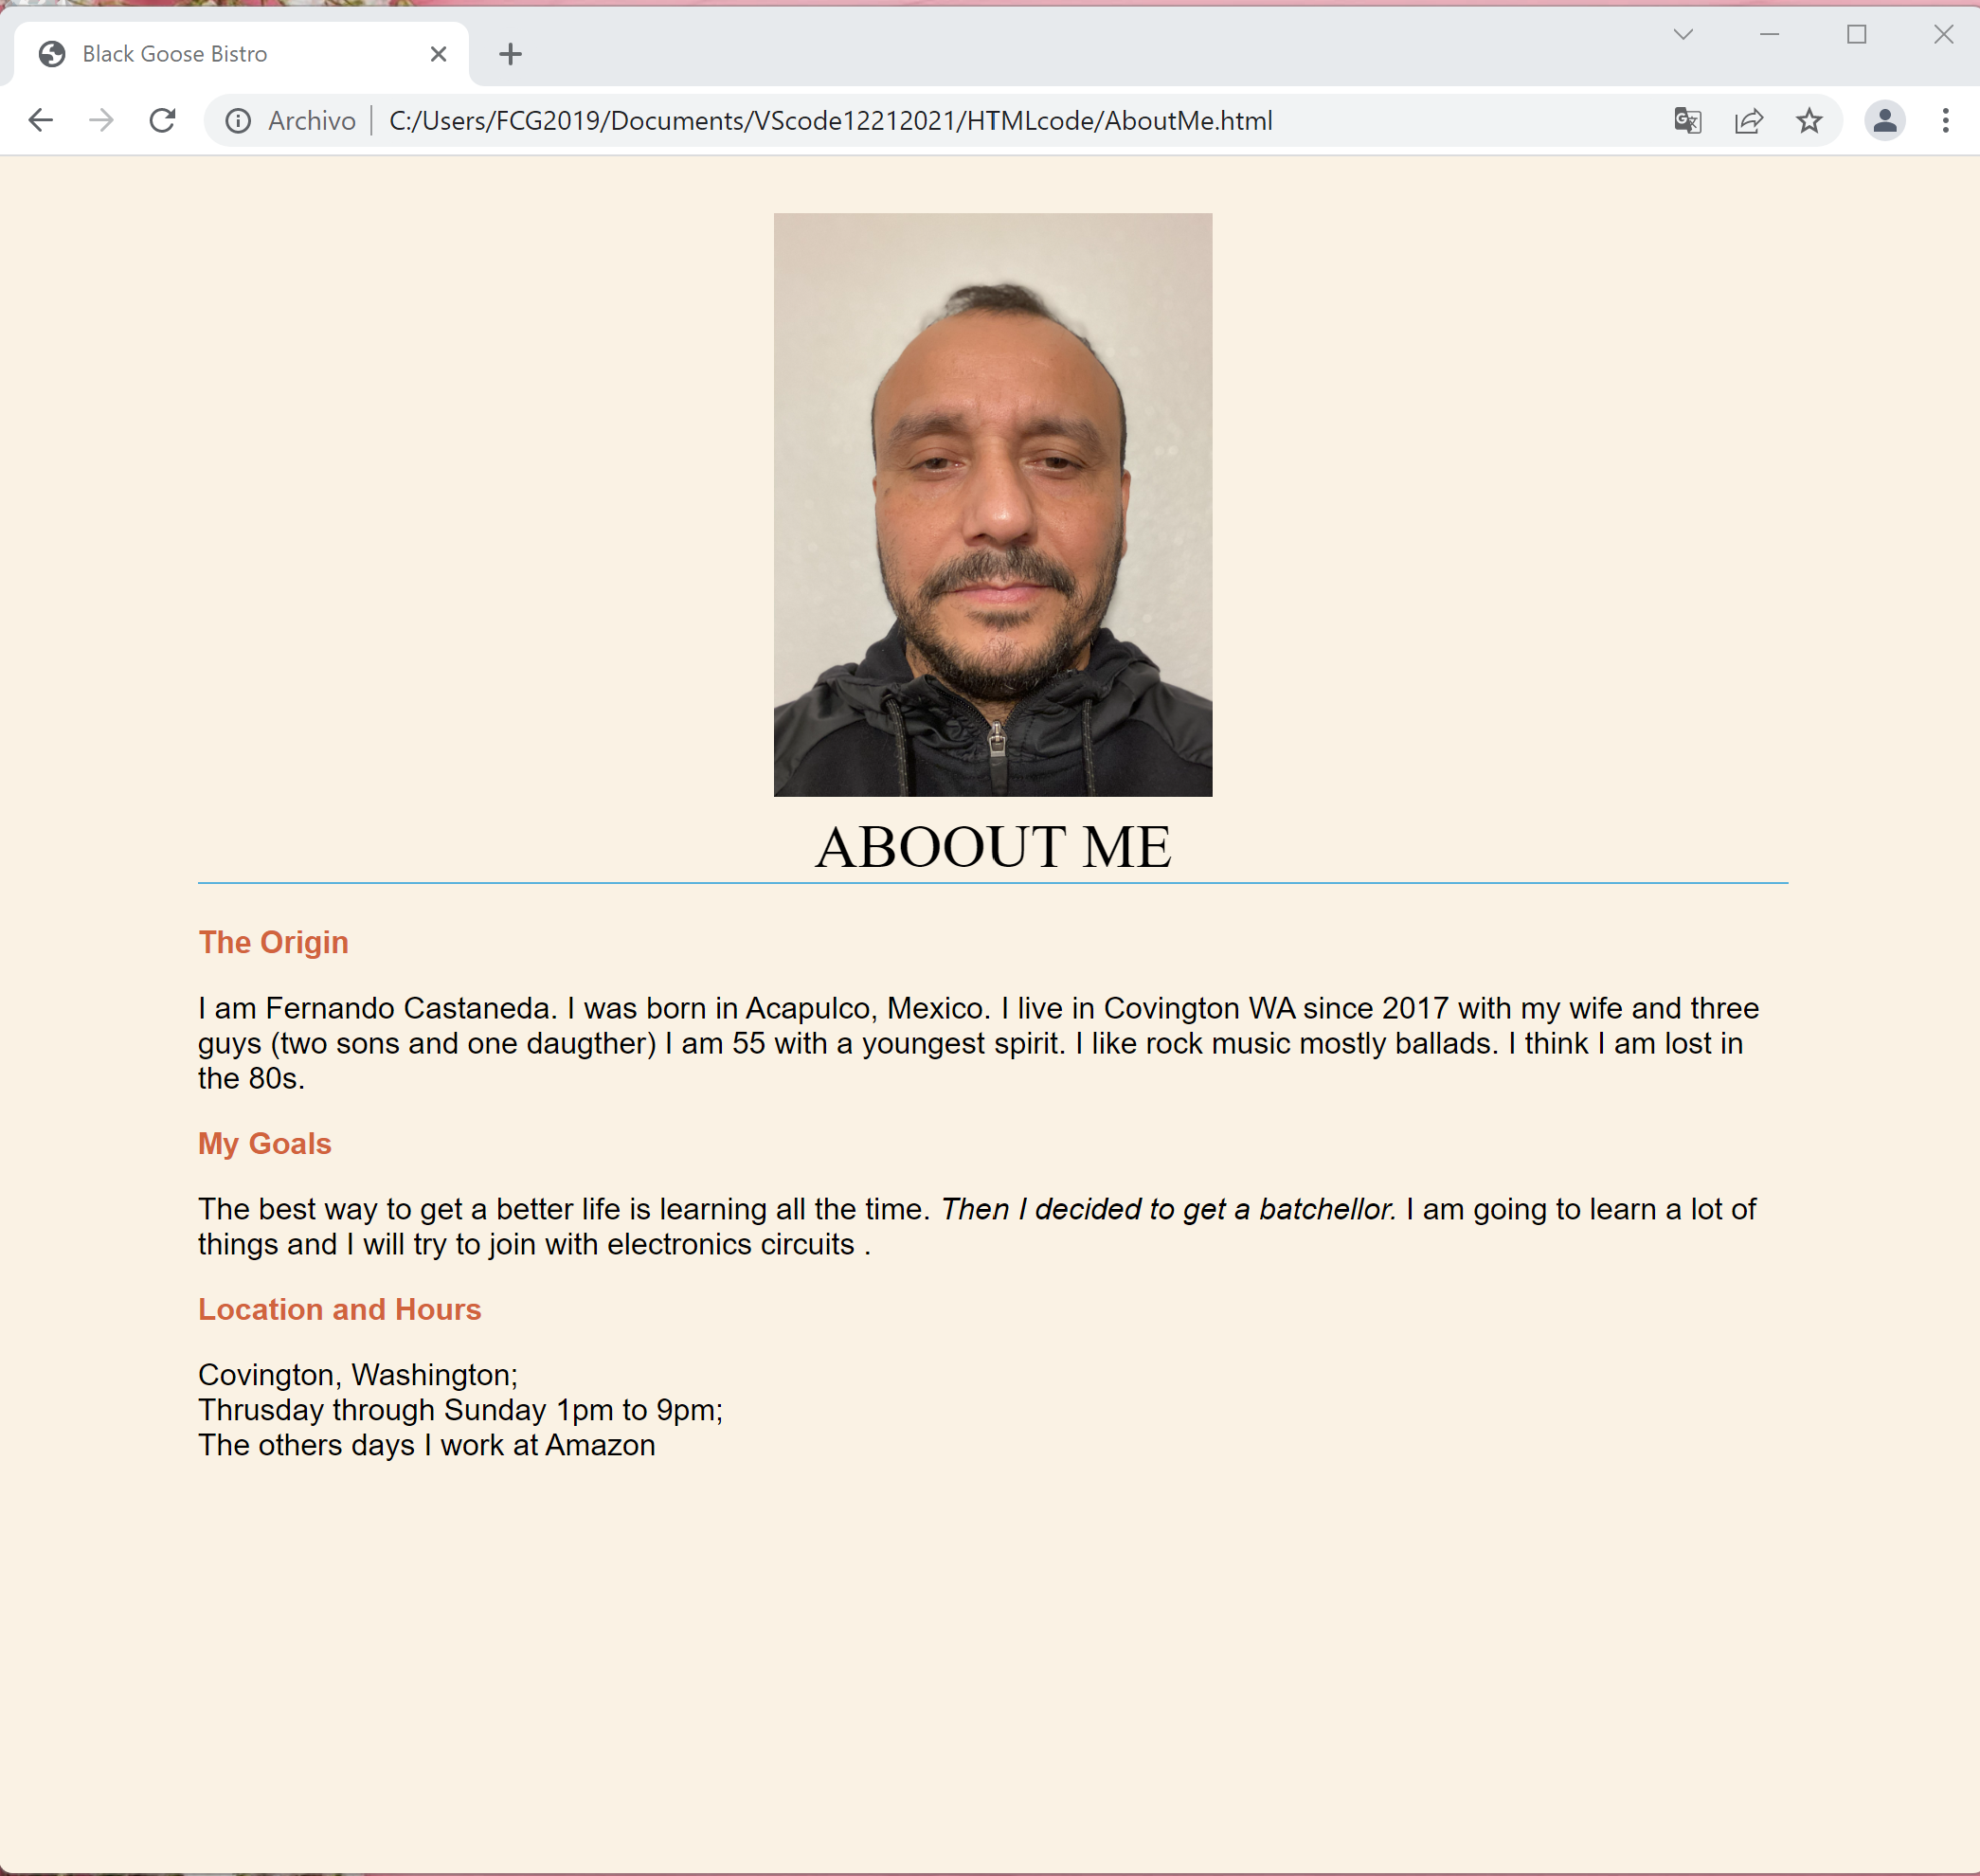 Black Goose Bistro
Archivo C:/Users/FCG2019/Documents/VScode12212021/HTMLcode/AboutMe.html
ABOOUT ME
The Origin
I am Fernando Castaneda. I was born in Acapulco, Mexico. I live in Covington WA since 2017 with my wife and three
guys (two sons and one daugther) I am 55 with a youngest spirit. I like rock music mostly ballads. I think I am lost in
the 80s.
My Goals
The best way to get a better life is learning all the time. Then I decided to get a batchellor. I am going to learn a lot of
things and I will try to join with electronics circuits .
Location and Hours
Covington, Washington;
Thrusday through Sunday 1pm to 9pm;
The others days I work at Amazon